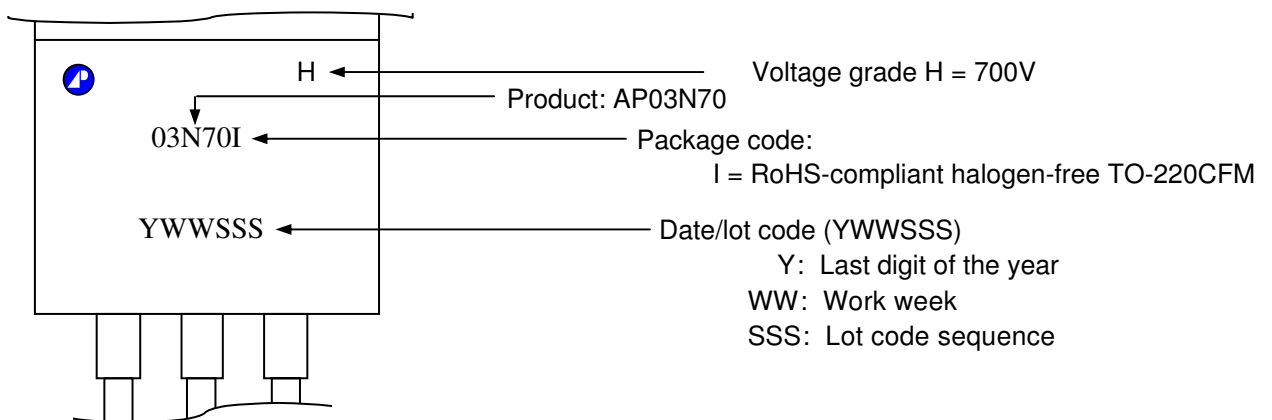 H
Voltage grade H = 700V
Product: AP03N70
03N70I
Package code:
I = RoHS-compliant halogen-free TO-220CFM
YWWSSS
Date/lot code (YWWSSS)
Y: Last digit of the year
WW: Work week
SSS: Lot code sequence